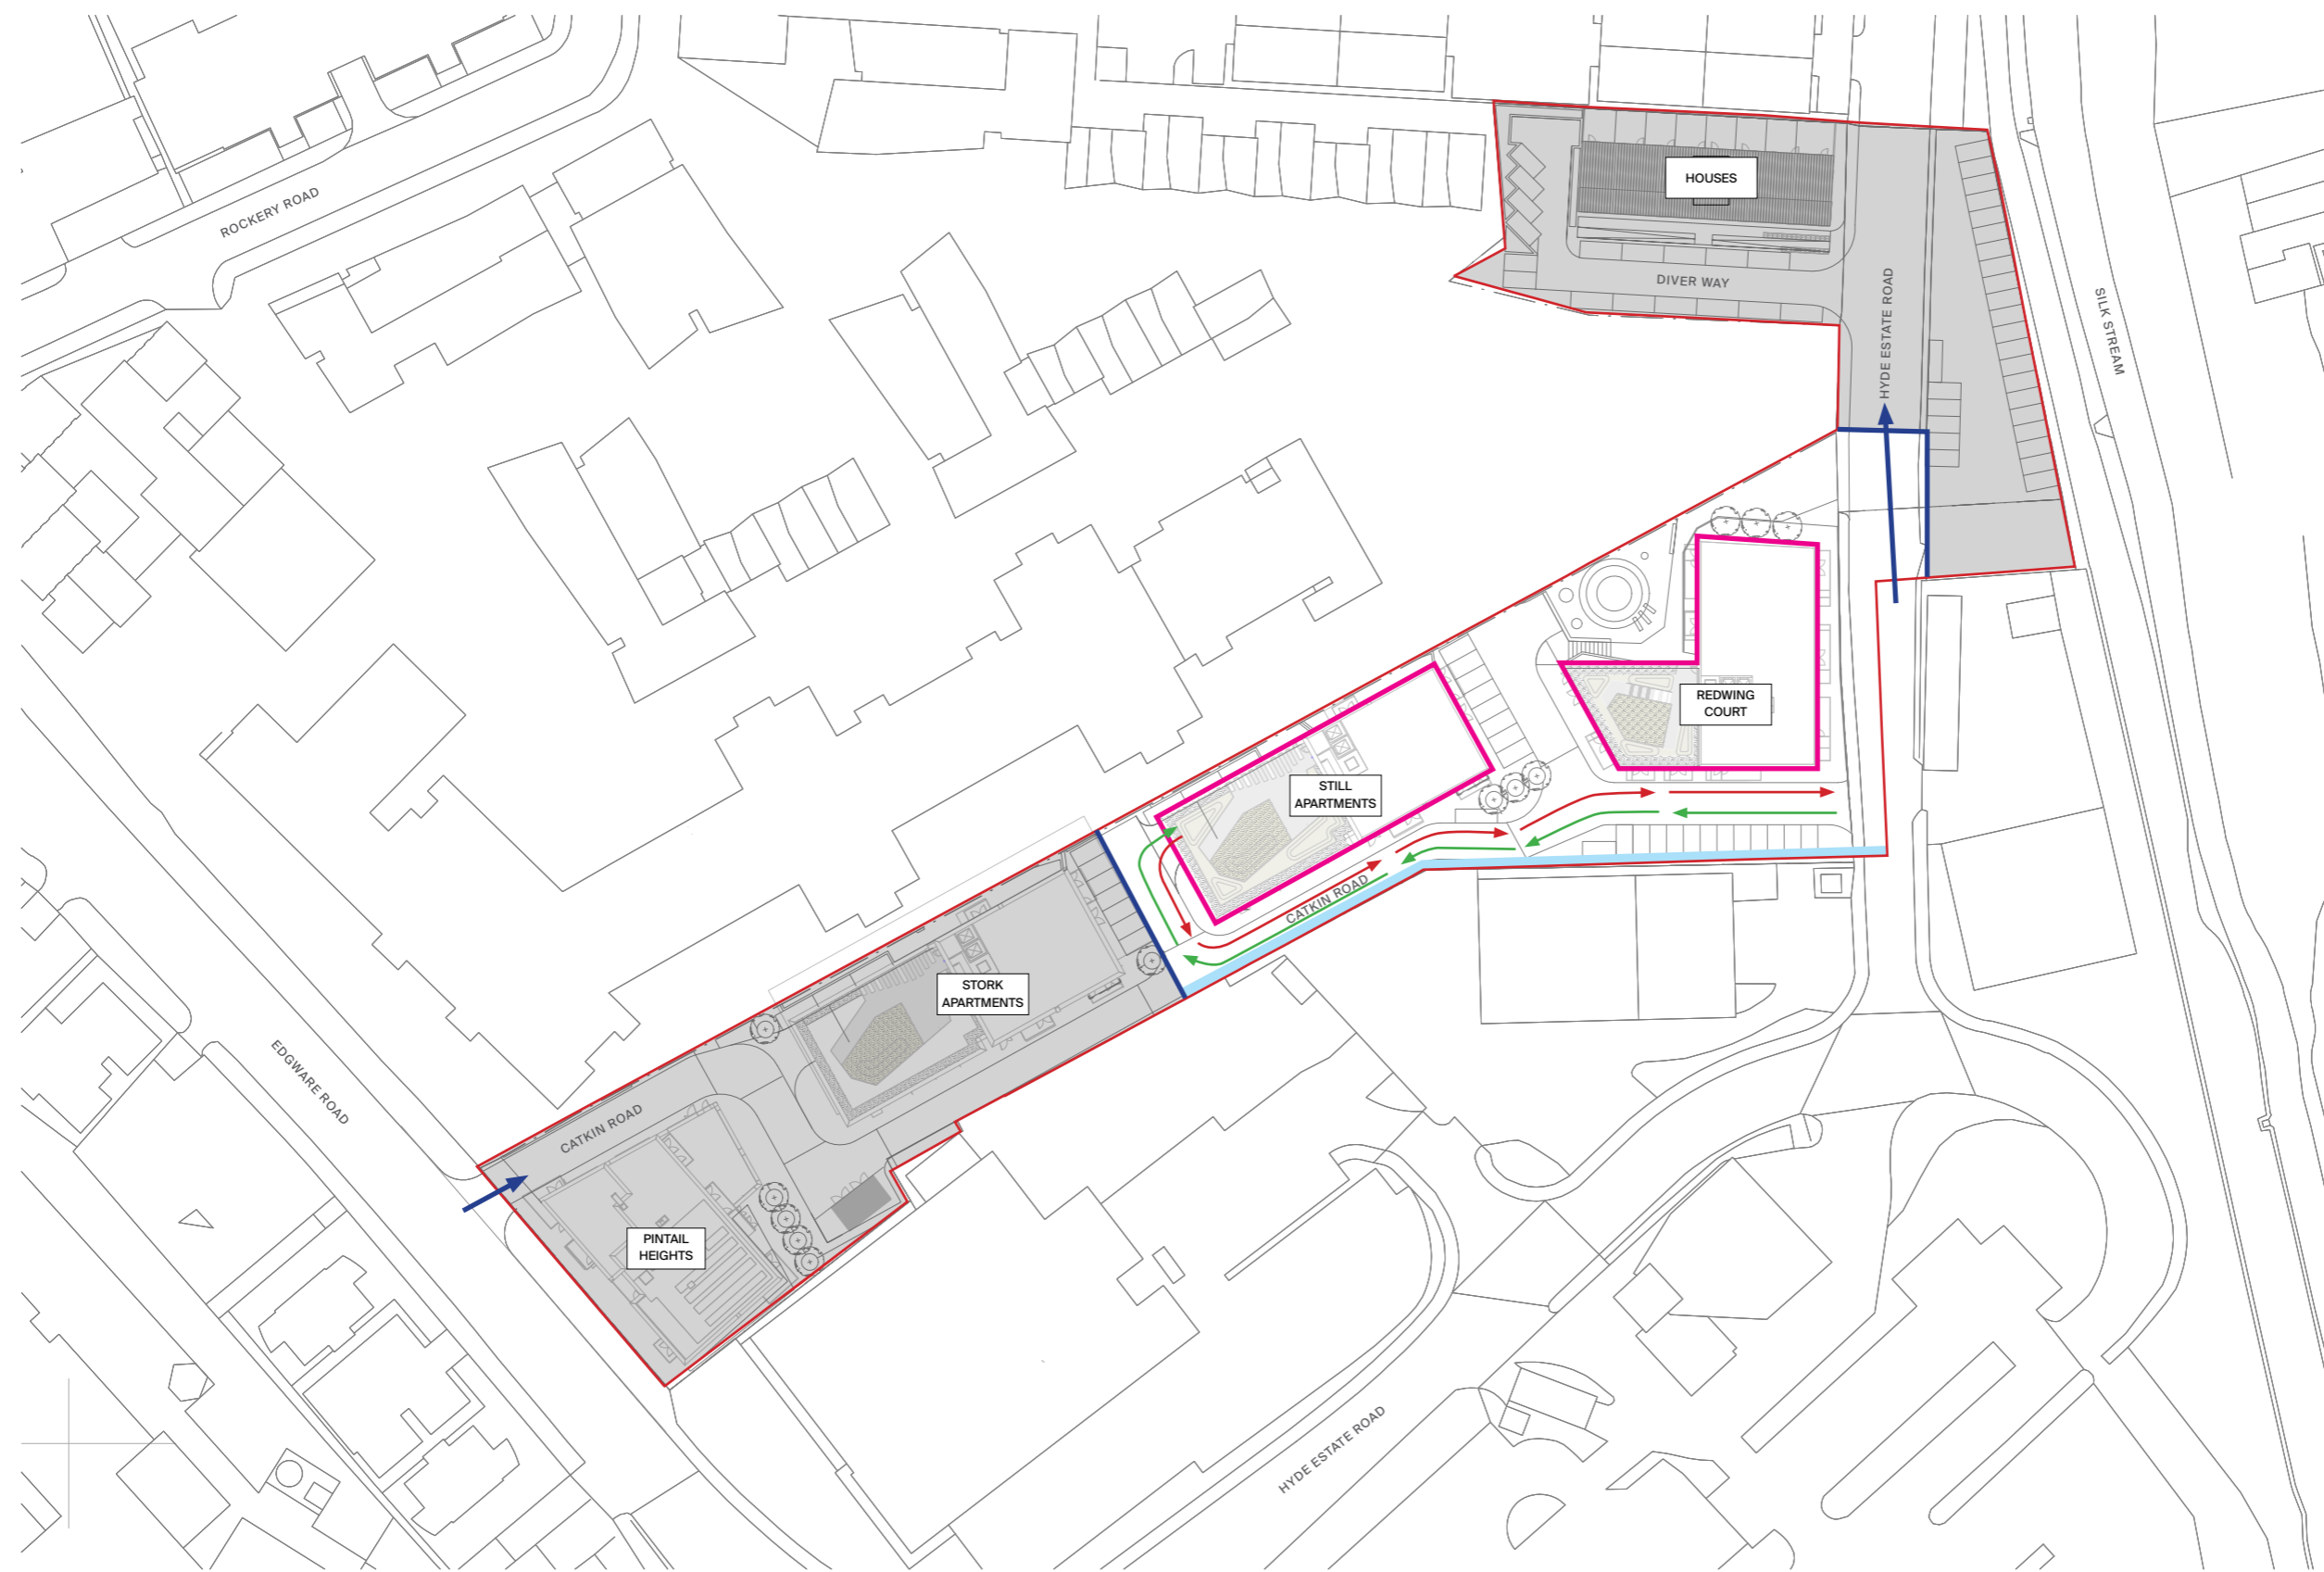 ROCKERY ROAD
HOUSES
DIVER WAY
HYDE ESTATE ROAD
SILK STREAM
REDWING
COURT
STILL
APARTMENTS
CATKIN ROAD
STORK
APARTMENTS
EDGWARE ROAD
CATKIN ROAD
PINTAIL
HEIGHTS
HYDE ESTATE ROAD